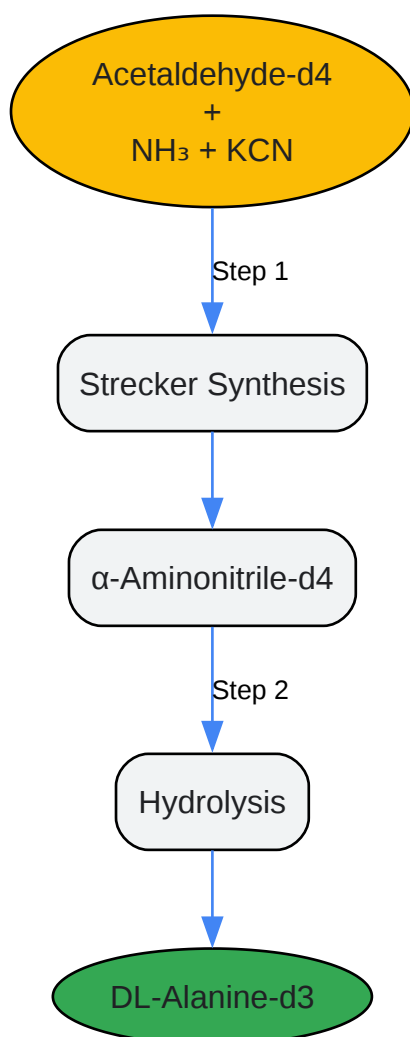 Acetaldehyde-d4
+
NH₃ + KCN
Step 1
Strecker Synthesis
α-Aminonitrile-d4
Step 2
Hydrolysis
DL-Alanine-d3